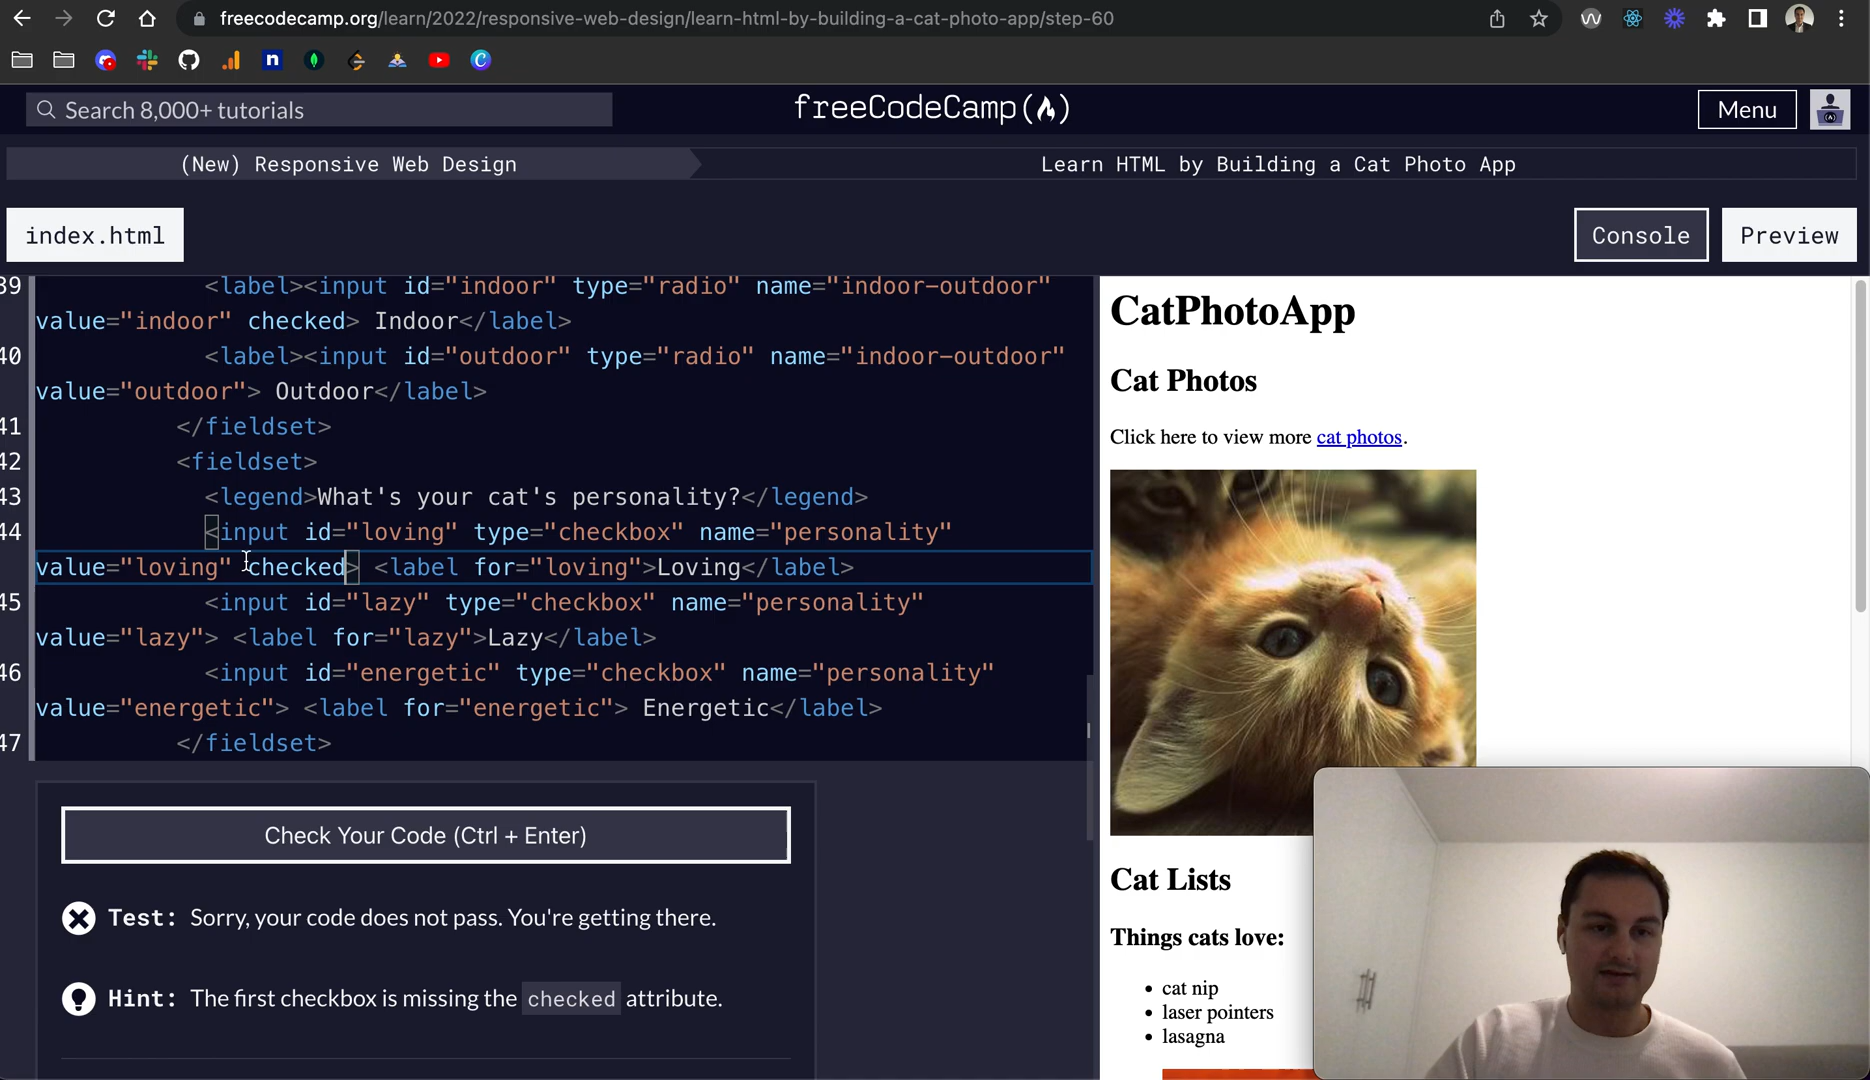 freecodecamp.org/learn/2022/responsive-web-design/learn-html-by-building-a-cat-photo-app/step-60
Search 8,000+ tutorials
freeCodeCamp
Menu
(New) Responsive Web Design
Learn HTML by Building a Cat Photo App
index.html
Console
Preview
39 <label><input id="indoor" type="radio" name="indoor-outdoor"
value="indoor" checked> Indoor</label>
40 <label><input id="outdoor" type="radio" name="indoor-outdoor"
value="outdoor"> Outdoor</label>
41 </fieldset>
42 <fieldset>
43 <legend>What's your cat's personality?</legend>
44 <input id="loving" type="checkbox" name="personality"
value="loving" checked> <label for="loving">Loving</label>
45 <input id="lazy" type="checkbox" name="personality"
value="lazy"> <label for="lazy">Lazy</label>
46 <input id="energetic" type="checkbox" name="personality"
value="energetic"> <label for="energetic"> Energetic</label>
47 </fieldset>
Check Your Code (Ctrl + Enter)
Test: Sorry, your code does not pass. You're getting there.
Hint: The first checkbox is missing the checked attribute.
CatPhotoApp
Cat Photos
Click here to view more cat photos.
Cat Lists
Things cats love:
• cat nip
• laser pointers
• lasagna